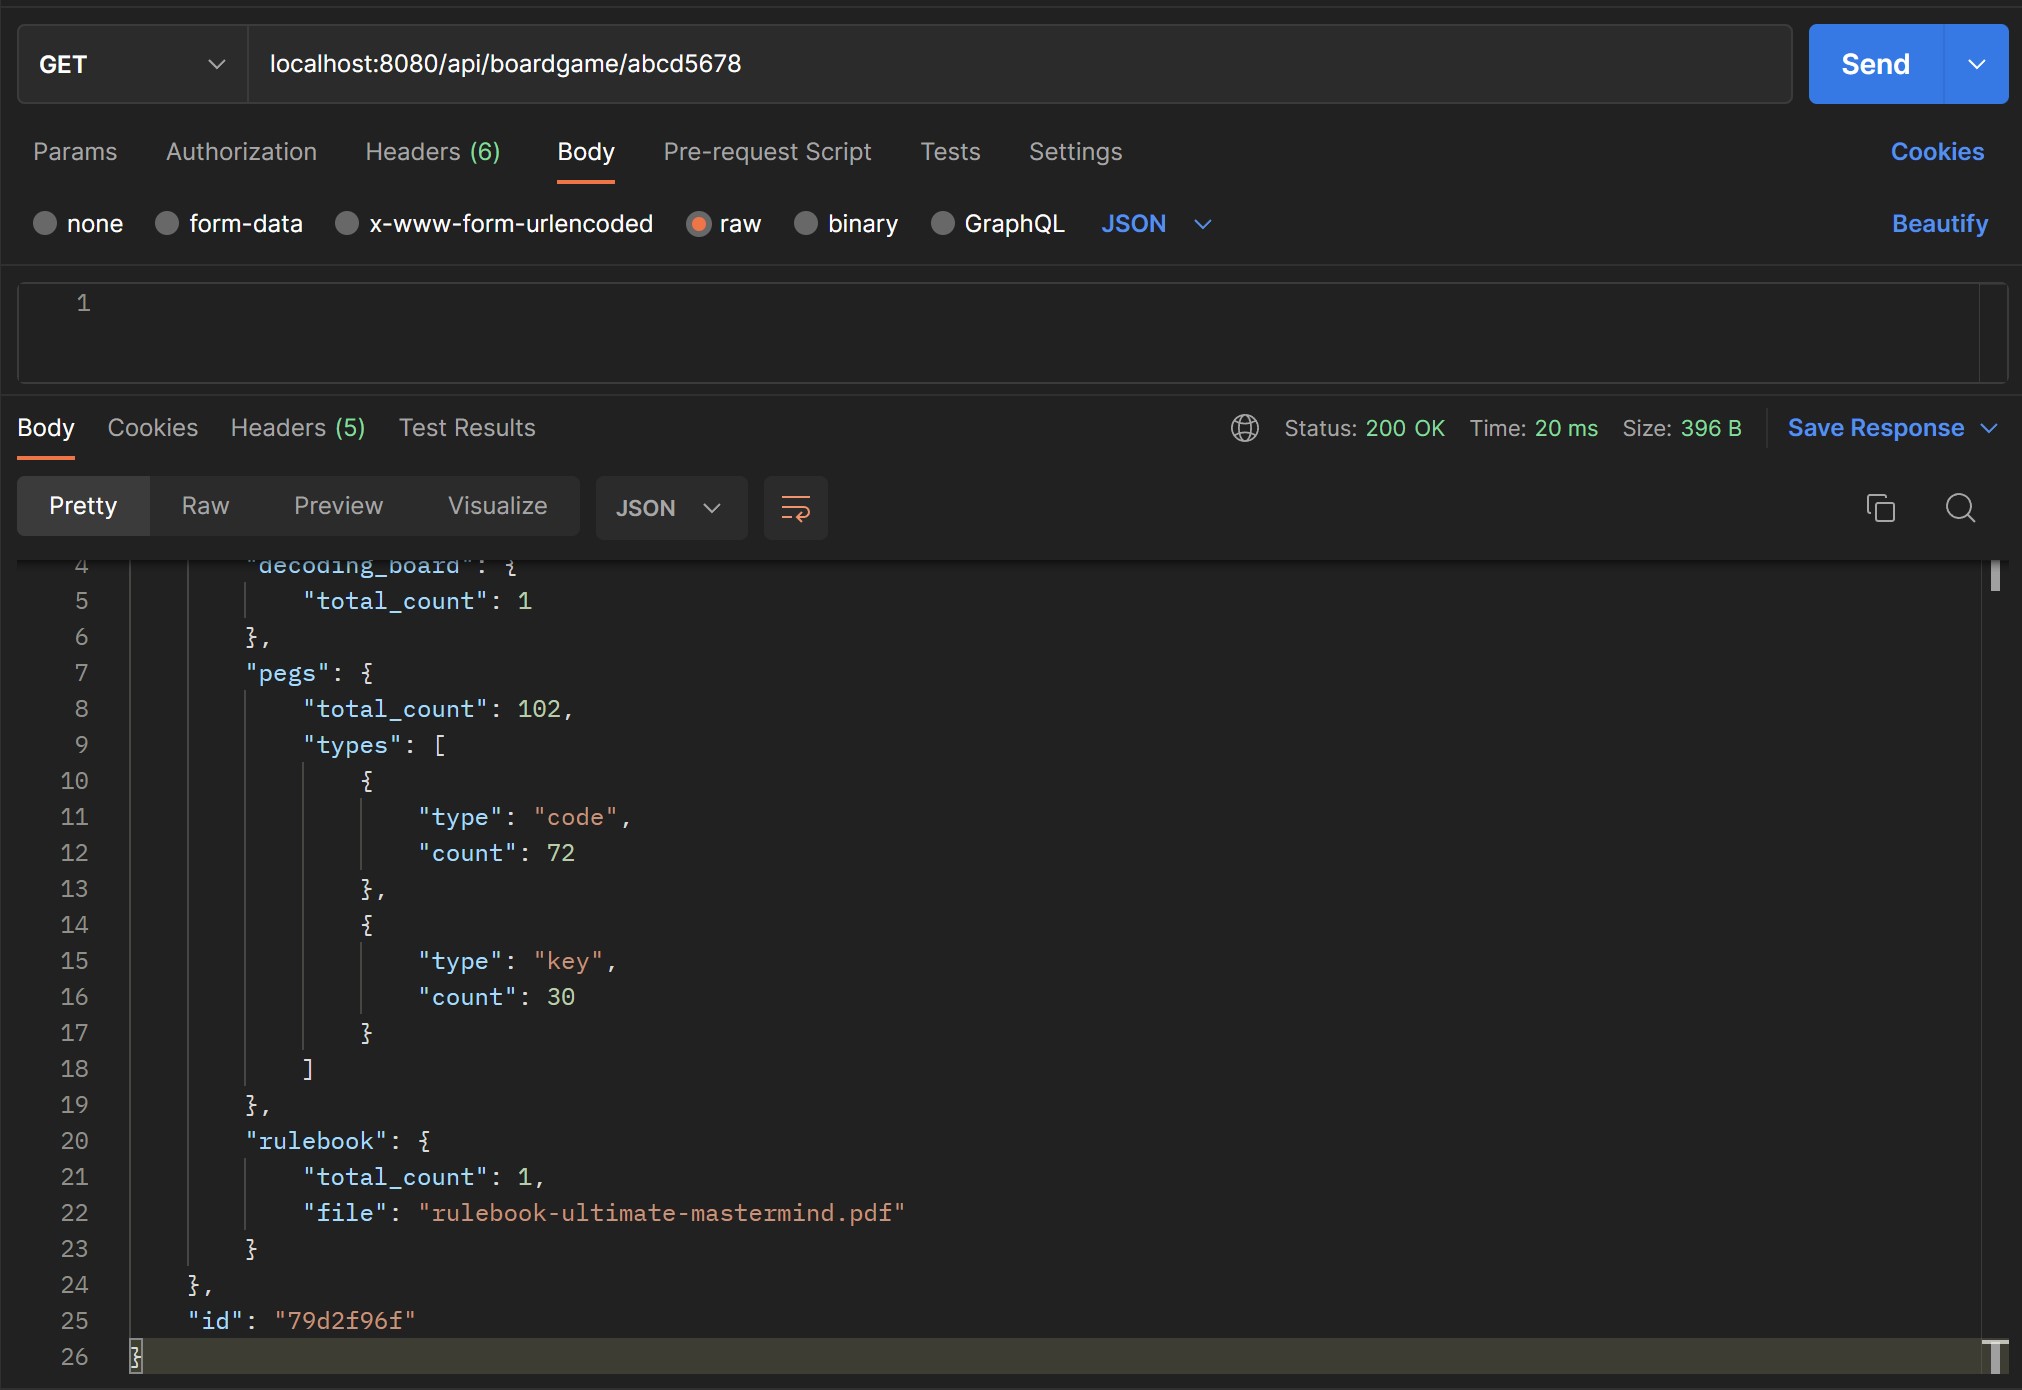 GET localhost:8080/api/boardgame/abcd5678 Send
Params Authorization Headers (6) Body Pre-request Script Tests Settings Cookies
none form-data x-www-form-urlencoded raw binary GraphQL JSON Beautify
1
Body Cookies Headers (5) Test Results Status: 200 OK Time: 20 ms Size: 396 B Save Response
Pretty Raw Preview Visualize JSON
4 "decoding_board": {
5 "total_count": 1
6 },
7 "pegs": {
8 "total_count": 102,
9 "types": [
10 {
11 "type": "code",
12 "count": 72
13 },
14 {
15 "type": "key",
16 "count": 30
17 }
18 ]
19 },
20 "rulebook": {
21 "total_count": 1,
22 "file": "rulebook-ultimate-mastermind.pdf"
23 }
24 },
25 "id": "79d2f96f"
26 }